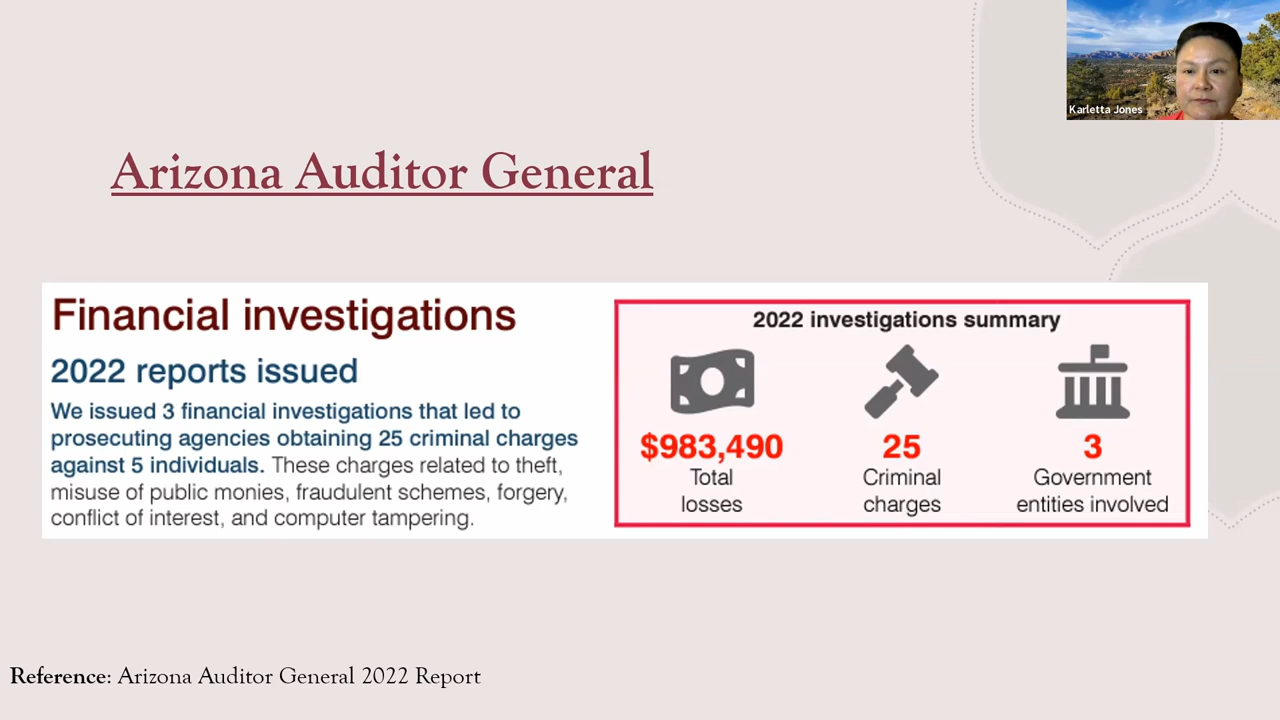 Karletta Jones
Arizona Auditor General
Financial investigations
2022 reports issued
We issued 3 financial investigations that led to
prosecuting agencies obtaining 25 criminal charges
against 5 individuals. These charges related to theft,
misuse of public monies, fraudulent schemes, forgery,
conflict of interest, and computer tampering.
2022 investigations summary
$983,490
Total
losses
25
Criminal
charges
3
Government
entities involved
Reference: Arizona Auditor General 2022 Report